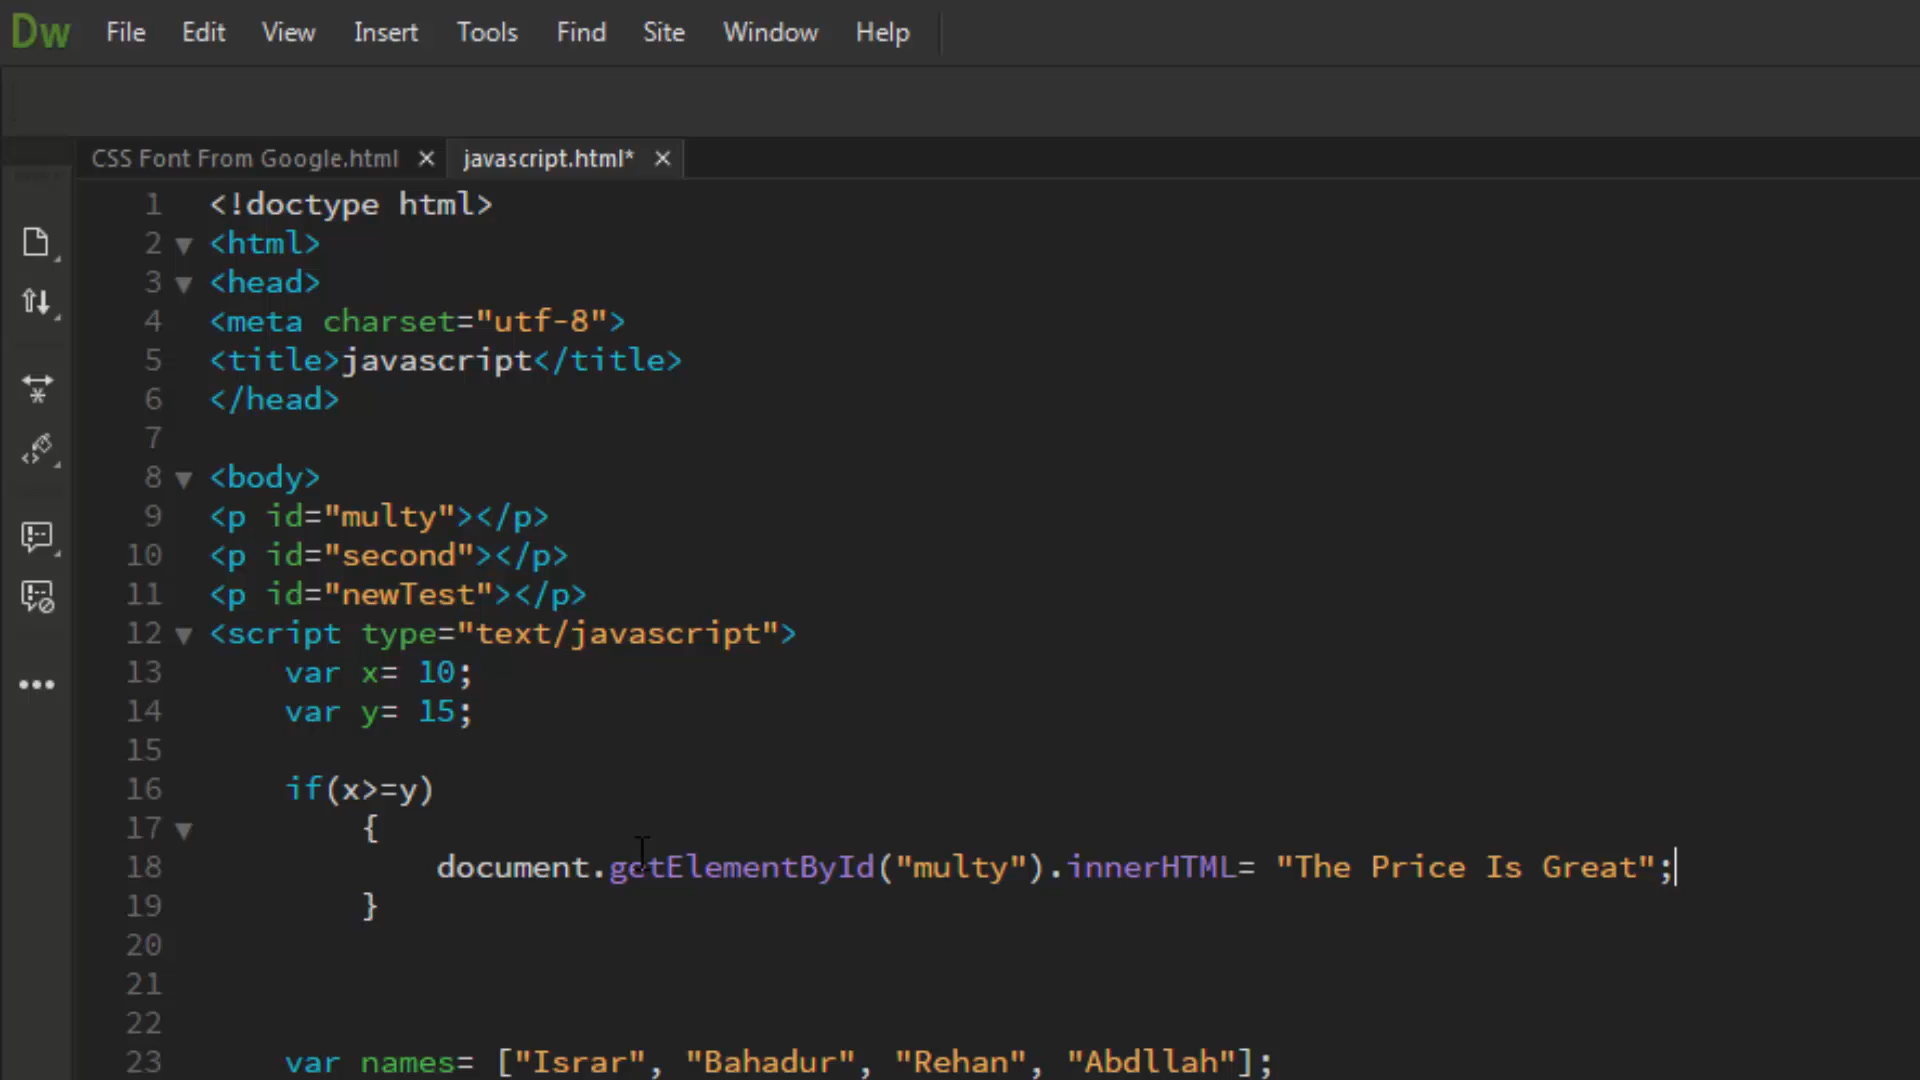 Dw File Edit View Insert Tools Find Site Window Help
CSS Font From Google.html × javascript.html* ×
1 <!doctype html>
2 ▼ <html>
3 ▼ <head>
4 <meta charset="utf-8">
5 <title>javascript</title>
6 </head>
7
8 ▼ <body>
9 <p id="multy"></p>
10 <p id="second"></p>
11 <p id="newTest"></p>
12 ▼ <script type="text/javascript">
13 var x= 10;
14 var y= 15;
15
16 if(x>=y)
17 ▼ {
18 document.getElementById("multy").innerHTML= "The Price Is Great";
19 }
20
21
22
23 var names= ["Israr", "Bahadur", "Rehan", "Abdllah"];